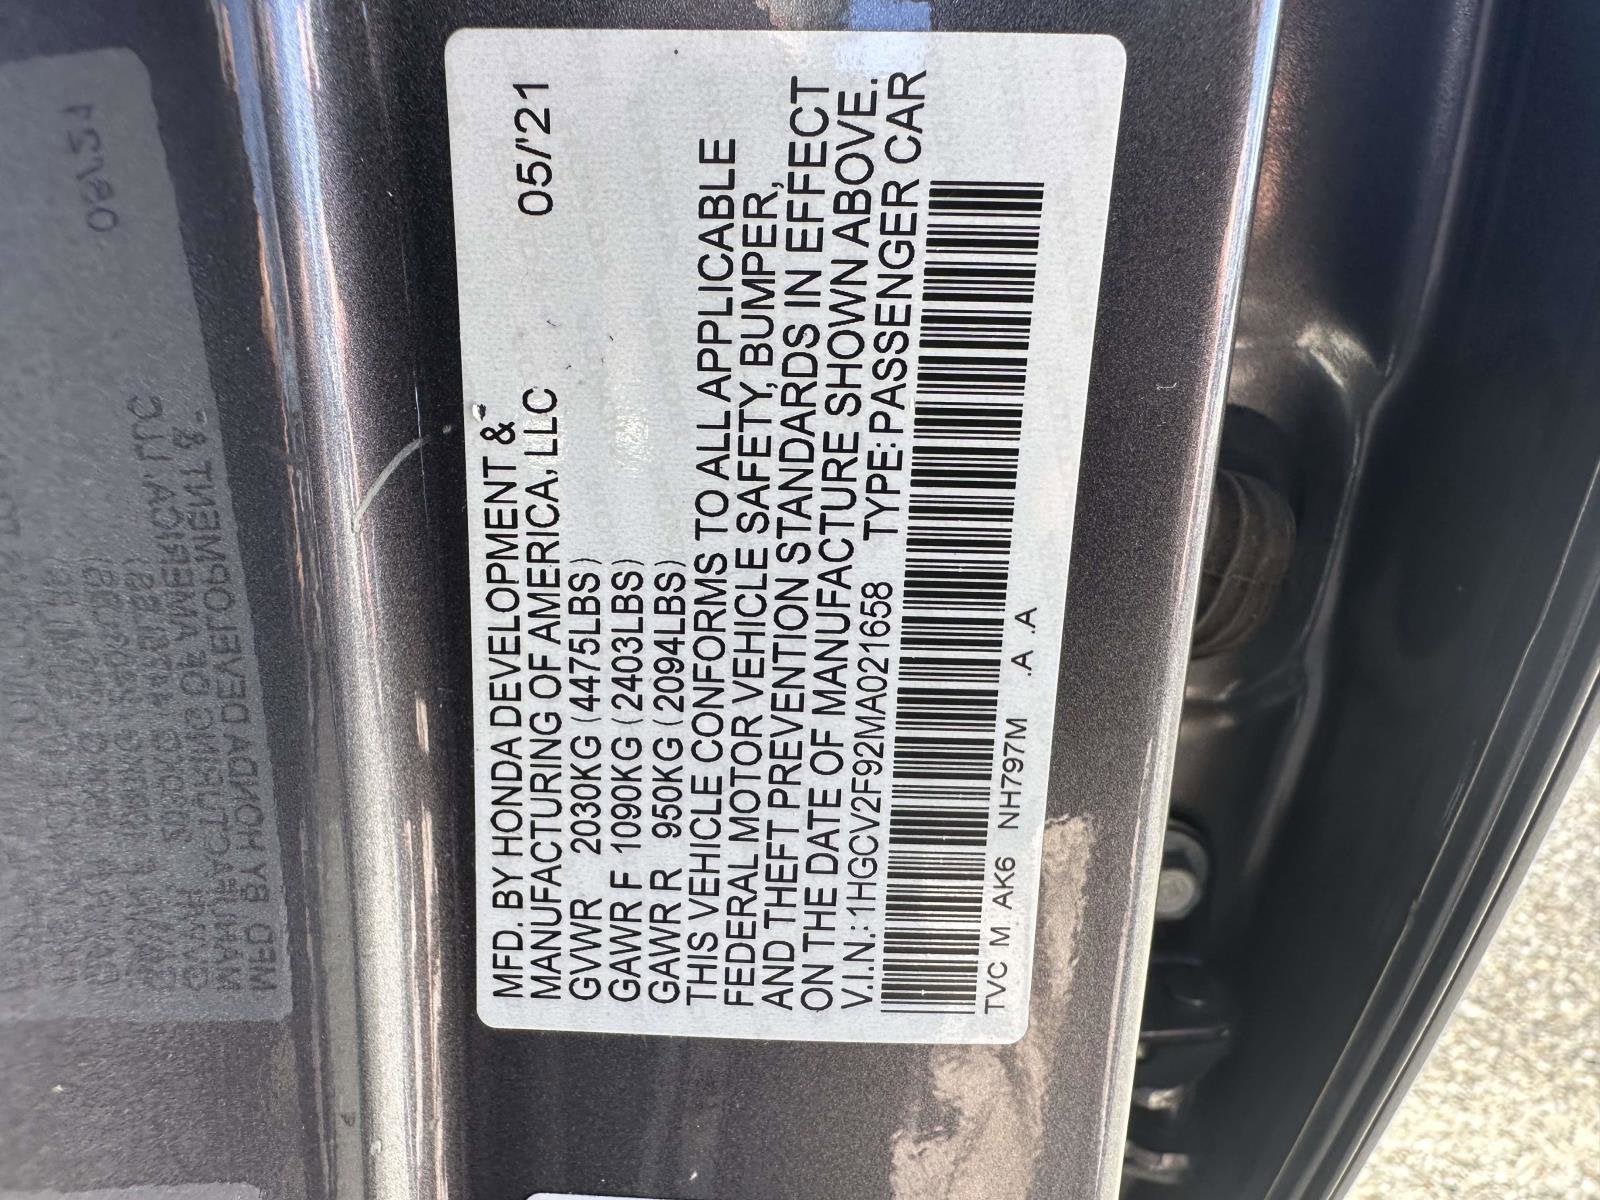 MFD. BY HONDA DEVELOPMENT &
MANUFACTURING OF AMERICA, LLC 05/'21
GVWR 2030KG (4475LBS)
GAWR F 1090KG (2403LBS)
GAWR R 950KG (2094LBS)
THIS VEHICLE CONFORMS TO ALL APPLICABLE
FEDERAL MOTOR VEHICLE SAFETY, BUMPER,
AND THEFT PREVENTION STANDARDS IN EFFECT
ON THE DATE OF MANUFACTURE SHOWN ABOVE.
V.I.N.: 1HGCV2F92MA021658 TYPE: PASSENGER CAR
TVC M. AK6 NH797M .A .A